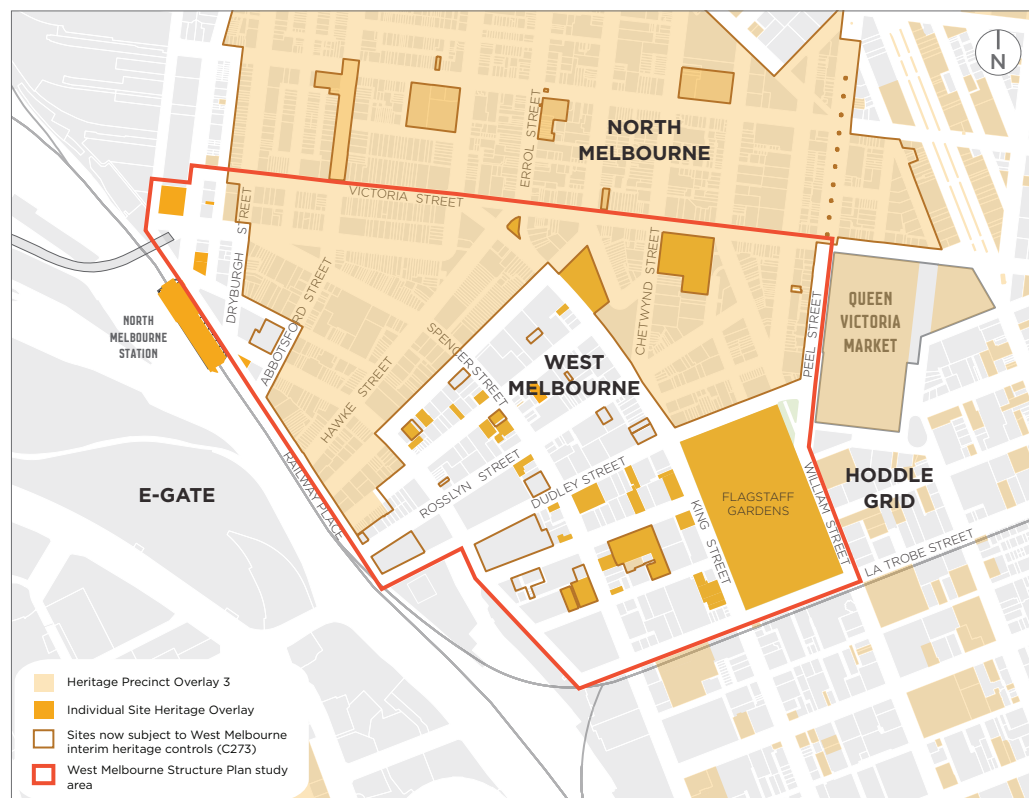 N
NORTH
MELBOURNE
ERROL STREET
VICTORIA STREET
DRYBURGH STREET
CHETWYND STREET
PEEL STREET
QUEEN
VICTORIA
MARKET
NORTH
MELBOURNE
STATION
ABBOTSFORD STREET
SPENCER STREET
WEST
MELBOURNE
HAWKE STREET
HODDLE
GRID
E-GATE
RAILWAY PLACE
ROSSLYN STREET
DUDLEY STREET
KING STREET
FLAGSTAFF
GARDENS
WILLIAM STREET
LA TROBE STREET
Heritage Precinct Overlay 3
Individual Site Heritage Overlay
Sites now subject to West Melbourne
interim heritage controls (C273)
West Melbourne Structure Plan study
area